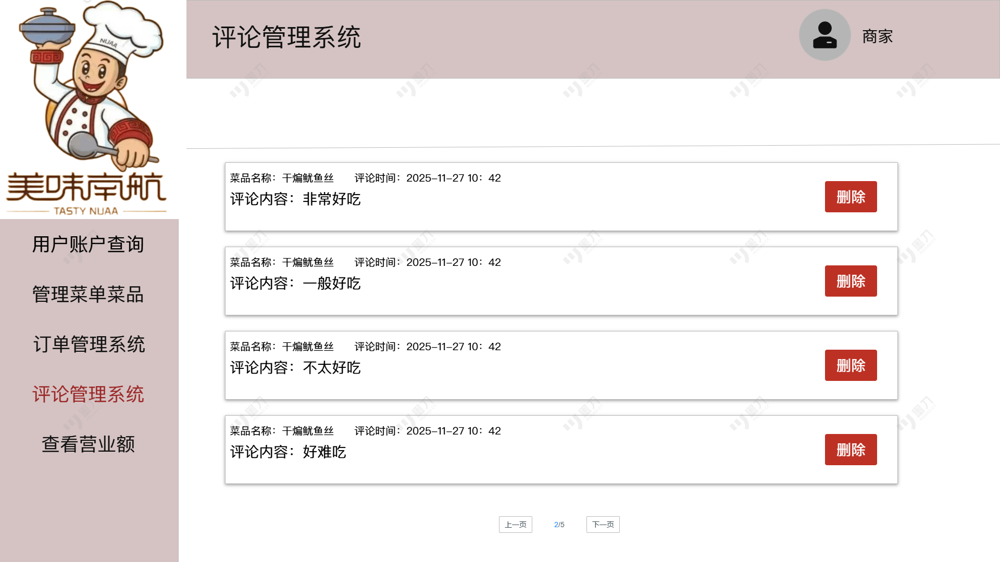 NUAA
美味南航
TASTY NUAA
评论管理系统
商家
用户账户查询
管理菜单菜品
订单管理系统
评论管理系统
查看营业额
菜品名称：干煸鱿鱼丝 评论时间：2025-11-27 10：42
评论内容：非常好吃
删除
菜品名称：干煸鱿鱼丝 评论时间：2025-11-27 10：42
评论内容：一般好吃
删除
菜品名称：干煸鱿鱼丝 评论时间：2025-11-27 10：42
评论内容：不太好吃
删除
菜品名称：干煸鱿鱼丝 评论时间：2025-11-27 10：42
评论内容：好难吃
删除
上一页 2/5 下一页
墨刀